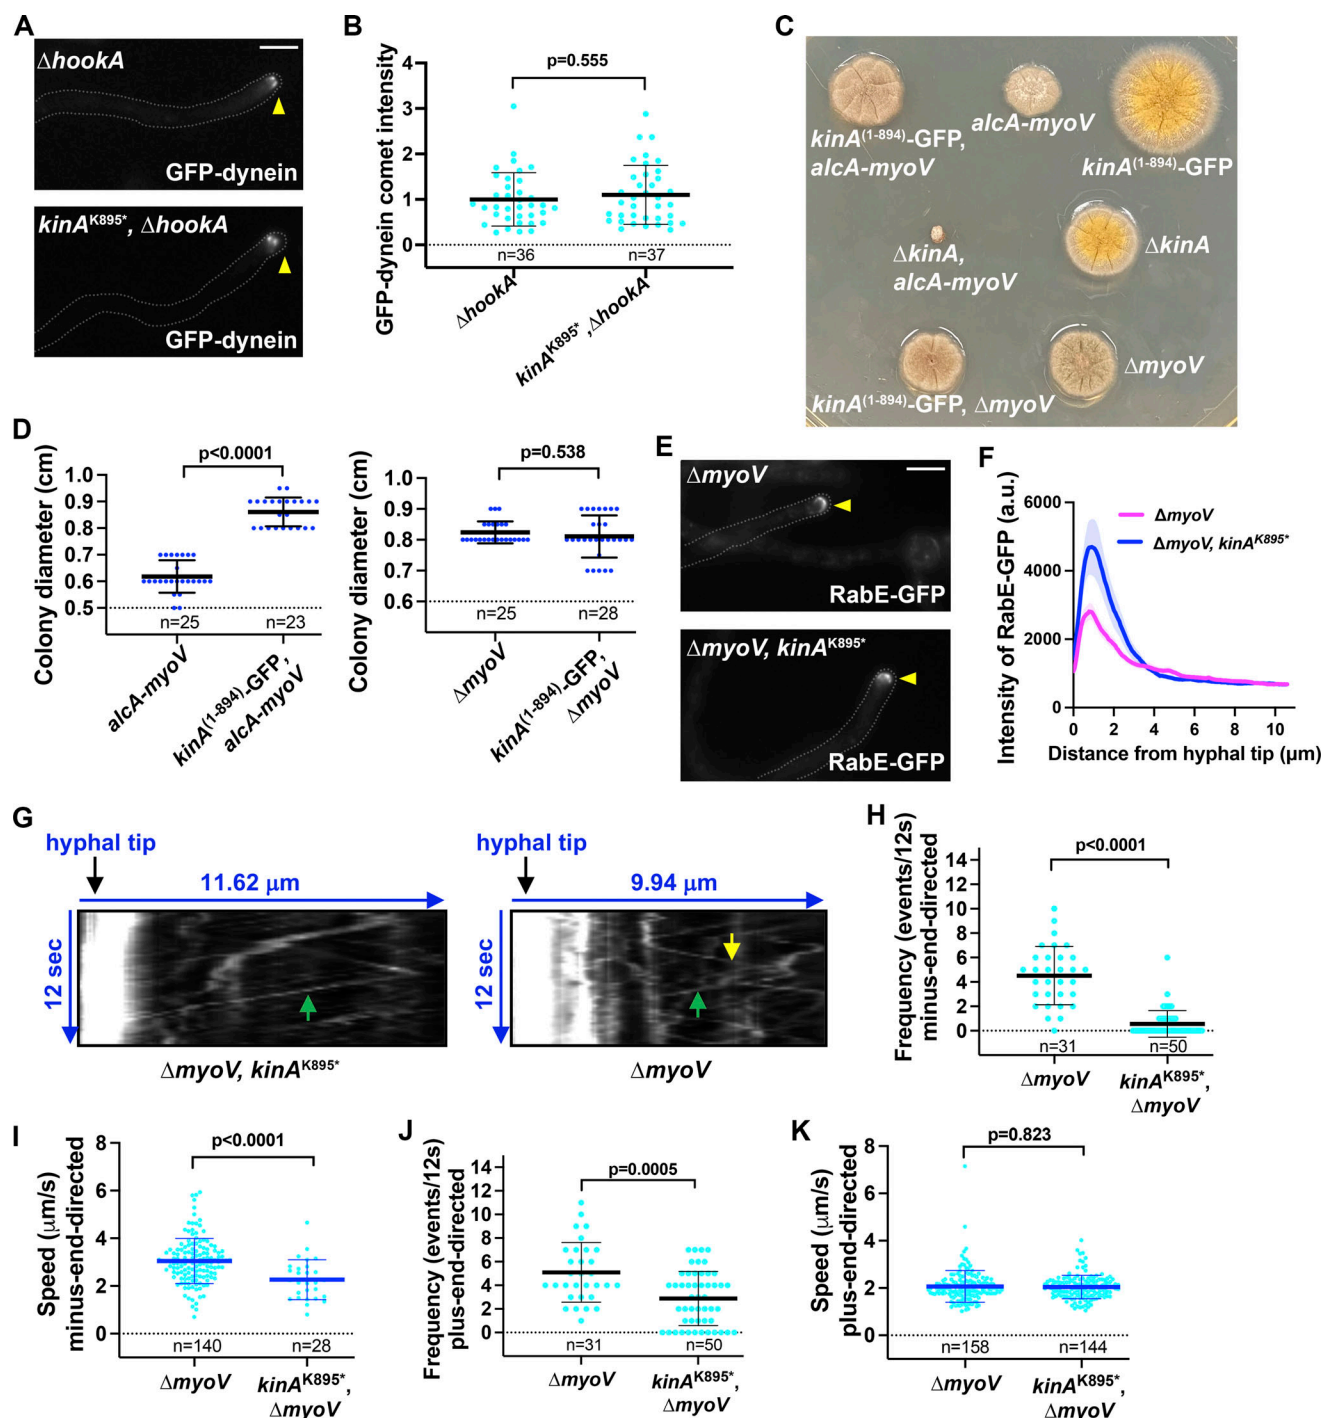 A
ΔhookA
GFP-dynein
kinA^K895*, ΔhookA
GFP-dynein
B
GFP-dynein comet intensity
p=0.555
4
3
2
1
0
n=36
n=37
ΔhookA
kinA^K895*, ΔhookA
C
kinA^(1-894)-GFP,
alcA-myoV
alcA-myoV
kinA^(1-894)-GFP
ΔkinA,
alcA-myoV
ΔkinA
kinA^(1-894)-GFP, ΔmyoV
ΔmyoV
D
Colony diameter (cm)
p<0.0001
1.0
0.9
0.8
0.7
0.6
0.5
n=25
n=23
alcA-myoV
kinA^(1-894)-GFP,
alcA-myoV
Colony diameter (cm)
p=0.538
1.0
0.9
0.8
0.7
0.6
n=25
n=28
ΔmyoV
kinA^(1-894)-GFP,
ΔmyoV
E
ΔmyoV
RabE-GFP
ΔmyoV, kinA^K895*
RabE-GFP
F
Intensity of RabE-GFP (a.u.)
6000
4000
2000
0
ΔmyoV
ΔmyoV, kinA^K895*
0 2 4 6 8 10
Distance from hyphal tip (μm)
G
hyphal tip
11.62 μm
12 sec
ΔmyoV, kinA^K895*
hyphal tip
9.94 μm
12 sec
ΔmyoV
H
Frequency (events/12s)
minus-end-directed
p<0.0001
14
12
10
8
6
4
2
0
n=31
n=50
ΔmyoV
kinA^K895*,
ΔmyoV
I
Speed (μm/s)
minus-end-directed
p<0.0001
8
6
4
2
0
n=140
n=28
ΔmyoV
kinA^K895*,
ΔmyoV
J
Frequency (events/12s)
plus-end-directed
p=0.0005
14
12
10
8
6
4
2
0
n=31
n=50
ΔmyoV
kinA^K895*,
ΔmyoV
K
Speed (μm/s)
plus-end-directed
p=0.823
8
6
4
2
0
n=158
n=144
ΔmyoV
kinA^K895*,
ΔmyoV